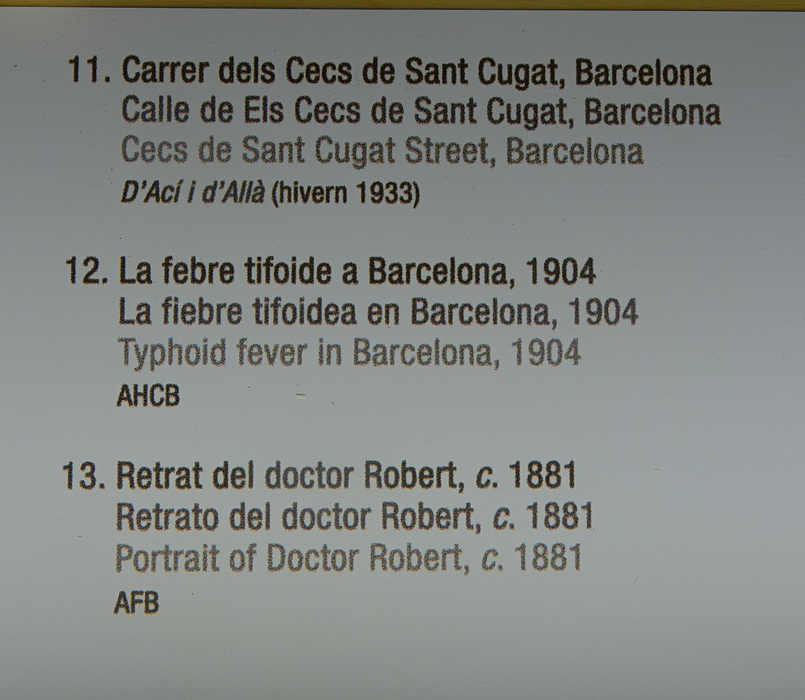 11. Carrer dels Cecs de Sant Cugat, Barcelona
Calle de Els Cecs de Sant Cugat, Barcelona
Cecs de Sant Cugat Street, Barcelona
D'Ací i d'Allà (hivern 1933)
12. La febre tifoide a Barcelona, 1904
La fiebre tifoidea en Barcelona, 1904
Typhoid fever in Barcelona, 1904
AHCB
13. Retrat del doctor Robert, c. 1881
Retrato del doctor Robert, c. 1881
Portrait of Doctor Robert, c. 1881
AFB